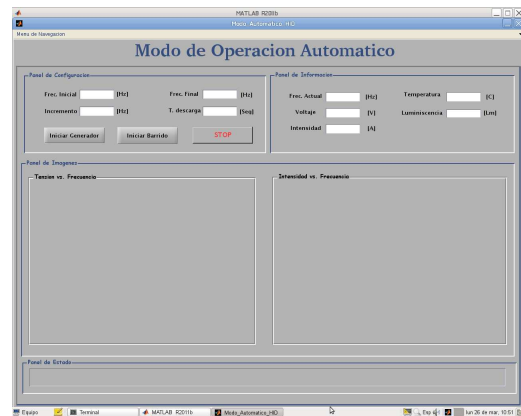 MATLAB R2011b
Modo_Automatico_HID
Menu de Navegacion
Modo de Operacion Automatico
Panel de Configuracion
Frec. Inicial [Hz] Frec. Final [Hz]
Incremento [Hz] T. descarga [Seg]
Iniciar Generador Iniciar Barrido STOP
Panel de Informacion
Frec. Actual [Hz] Temperatura [C]
Voltaje [V] Luminiscencia [Lm]
Intensidad [A]
Panel de Imagenes
Tension vs. Frecuencia
Intensidad vs. Frecuencia
Panel de Estado
Equipo Terminal MATLAB R2011b Modo_Automatico_HID Esp lun 26 de mar, 10:51